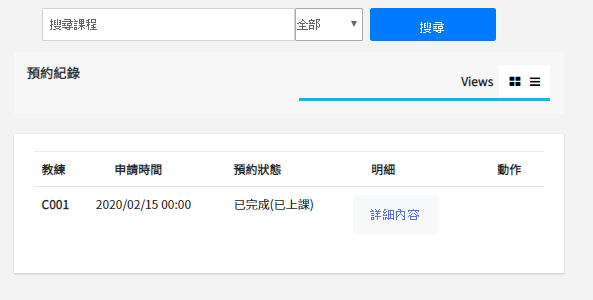 搜尋課程 全部 搜尋
預約紀錄
Views
教練 申請時間 預約狀態 明細 動作
C001 2020/02/15 00:00 已完成(已上課) 詳細內容